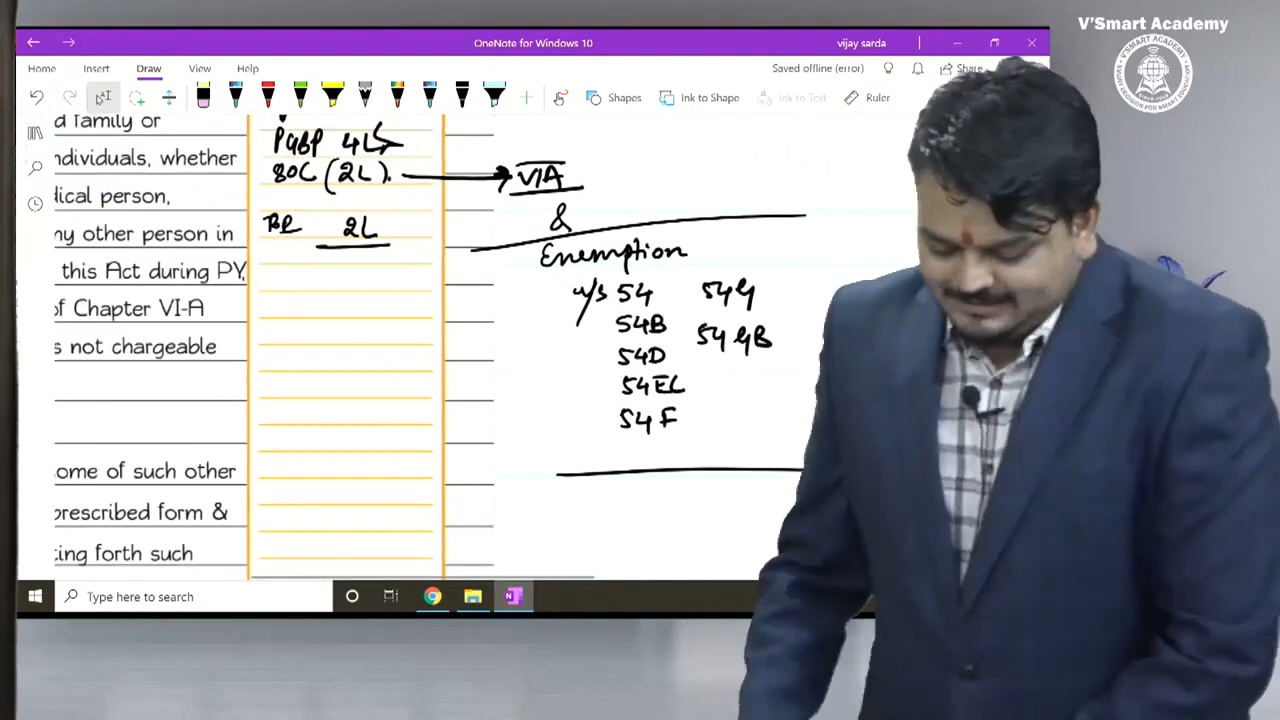 V'Smart Academy
OneNote for Windows 10
vijay sarda
Home Insert Draw View Help
Saved offline (error)
Share
Shapes
Ink to Shape
Ink to Text
Ruler
d family or
ndividuals, whether
dical person,
ny other person in
this Act during PY,
of Chapter VI-A
s not chargeable
ome of such other
prescribed form &
ting forth such
PGBP 4L
80C (2L).
2L
VIA
&
Exemption
u/s 54 54G
54B 54GB
54D
54EC
54F
Type here to search